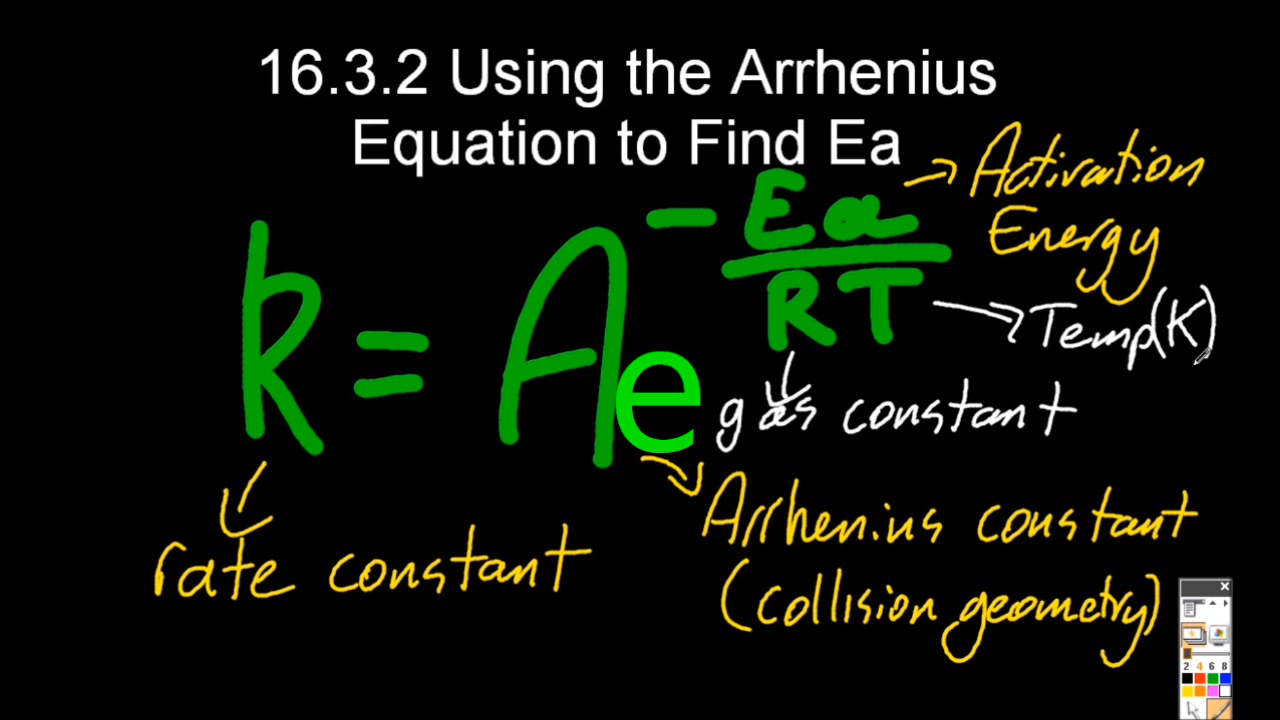 16.3.2 Using the Arrhenius
Equation to Find Ea
k = Ae
- Ea
RT
Activation
Energy
Temp(K)
gas constant
rate constant
Arrhenius constant
(collision geometry)
2 4 6 8